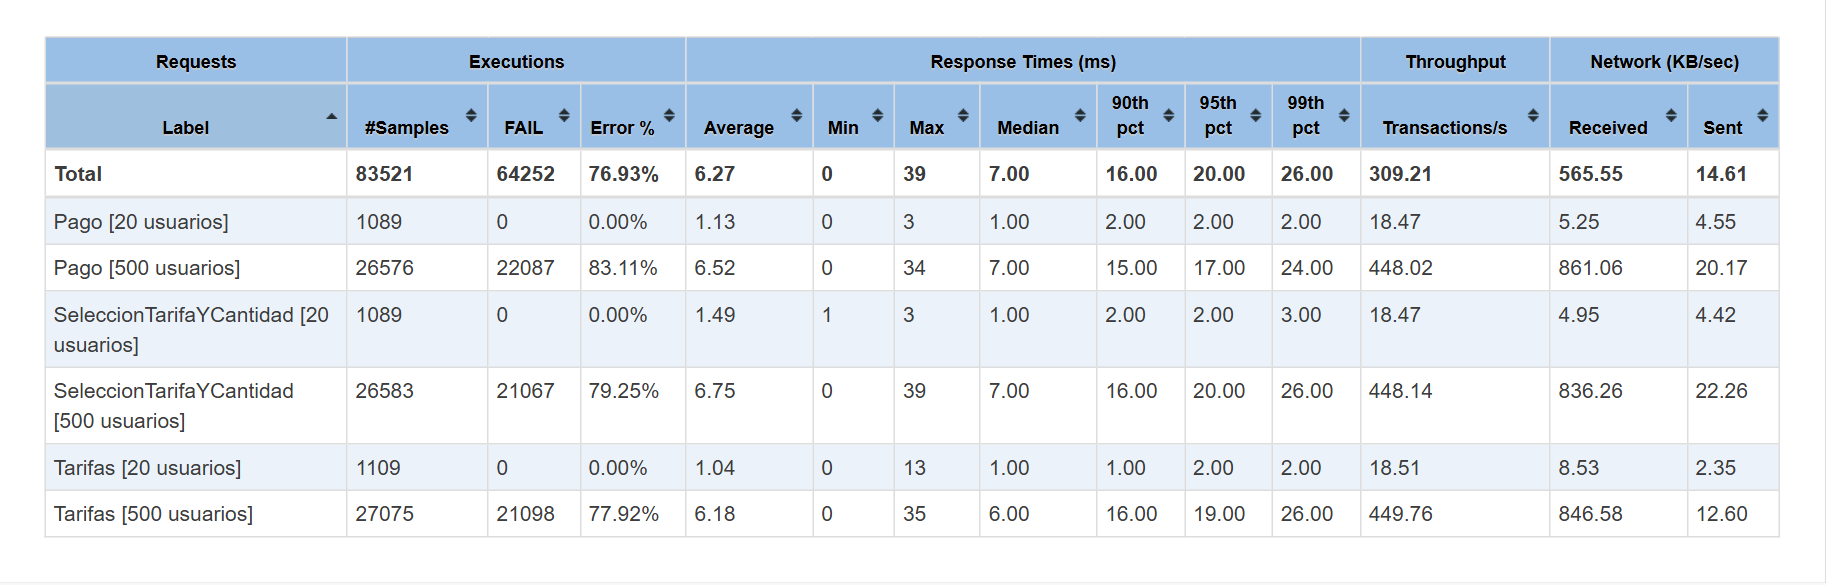 Requests Executions Response Times (ms) Throughput Network (KB/sec)
Label #Samples FAIL Error % Average Min Max Median 90th pct 95th pct 99th pct Transactions/s Received Sent
Total 83521 64252 76.93% 6.27 0 39 7.00 16.00 20.00 26.00 309.21 565.55 14.61
Pago [20 usuarios] 1089 0 0.00% 1.13 0 3 1.00 2.00 2.00 2.00 18.47 5.25 4.55
Pago [500 usuarios] 26576 22087 83.11% 6.52 0 34 7.00 15.00 17.00 24.00 448.02 861.06 20.17
SeleccionTarifaYCantidad [20 1089 0 0.00% 1.49 1 3 1.00 2.00 2.00 3.00 18.47 4.95 4.42
usuarios]
SeleccionTarifaYCantidad 26583 21067 79.25% 6.75 0 39 7.00 16.00 20.00 26.00 448.14 836.26 22.26
[500 usuarios]
Tarifas [20 usuarios] 1109 0 0.00% 1.04 0 13 1.00 1.00 2.00 2.00 18.51 8.53 2.35
Tarifas [500 usuarios] 27075 21098 77.92% 6.18 0 35 6.00 16.00 19.00 26.00 449.76 846.58 12.60